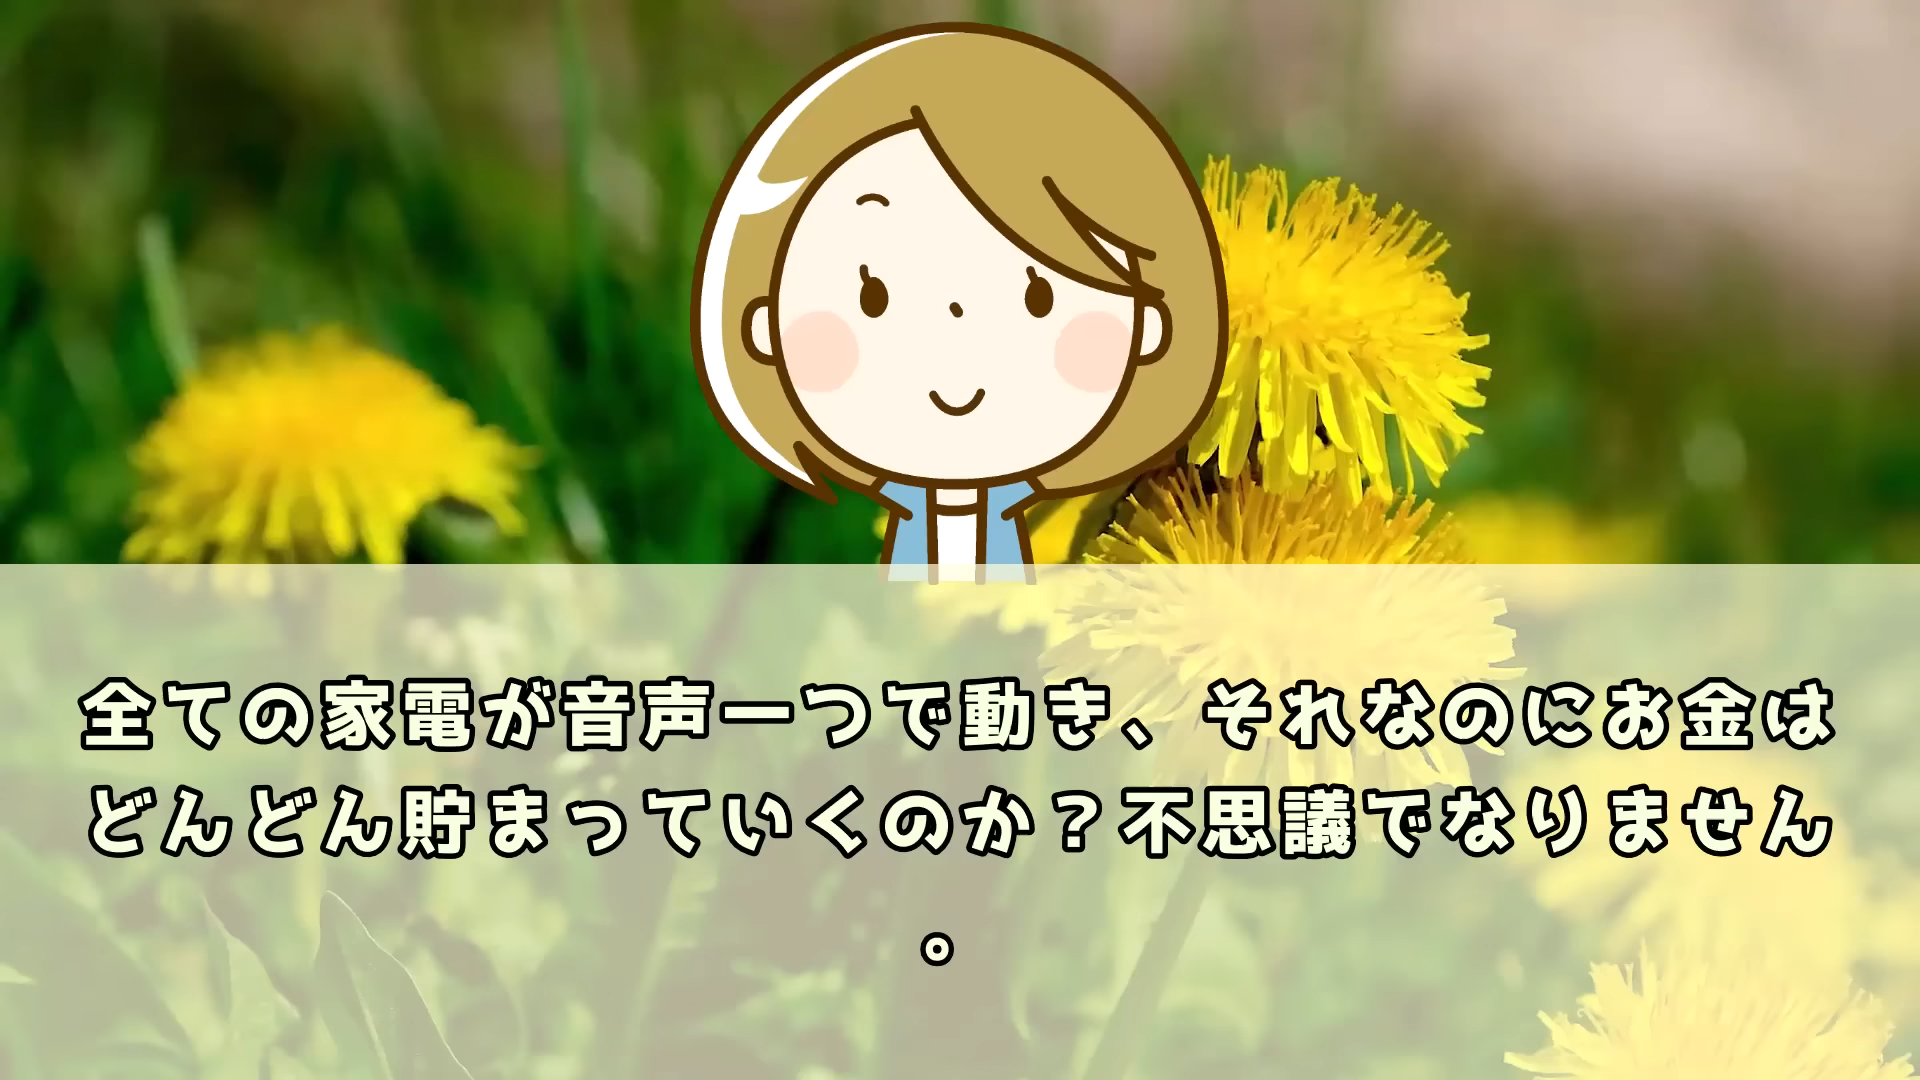 全ての家電が音声一つで動き、それなのにお金は
どんどん貯まっていくのか？不思議でなりません
。